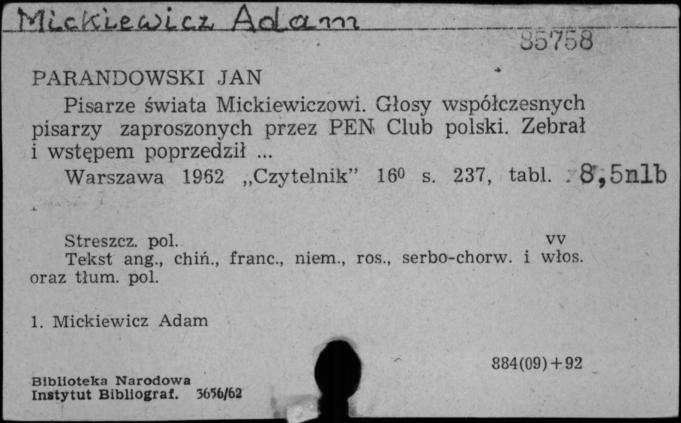 Mickiewicz Adam
85758
PARANDOWSKI JAN
Pisarze świata Mickiewiczowi. Głosy współczesnych
pisarzy zaproszonych przez PEN Club polski. Zebrał
i wstępem poprzedził ...
Warszawa 1962 „Czytelnik” 16⁰ s. 237, tabl. 8,5nlb
Streszcz. pol. vv
Tekst ang., chiń., franc., niem., ros., serbo-chorw. i włos.
oraz tłum. pol.
1. Mickiewicz Adam
884(09)+92
Biblioteka Narodowa
Instytut Bibliograf. 3656/62